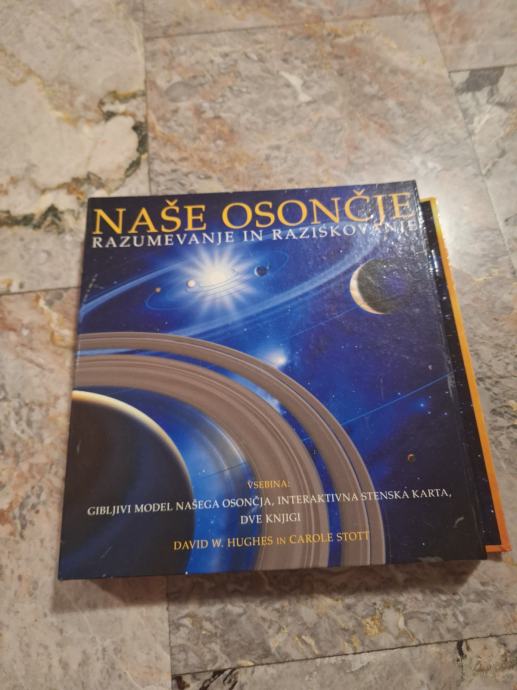 NAŠE OSONČJE
RAZUMEVANJE IN RAZISKOVANJE
VSEBINA:
GIBLJIVI MODEL NAŠEGA OSONČJA, INTERAKTIVNA STENSKA KARTA,
DVE KNJIGI
DAVID W. HUGHES IN CAROLE STOTT